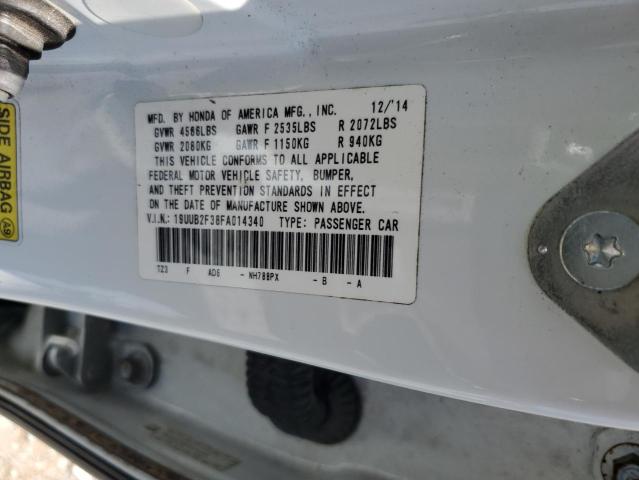 MFD. BY HONDA OF AMERICA MFG., INC. 12/'14
GVWR 4586LBS GAWR F 2535LBS R 2072LBS
GVWR 2080KG GAWR F 1150KG R 940KG
THIS VEHICLE CONFORMS TO ALL APPLICABLE
FEDERAL MOTOR VEHICLE SAFETY, BUMPER,
AND THEFT PREVENTION STANDARDS IN EFFECT
ON THE DATE OF MANUFACTURE SHOWN ABOVE.
V.I.N.: 19UUB2F38FA014340 TYPE: PASSENGER CAR
TZ3 F AD6 -NH788PX -B -A
SIDE AIRBAG
A9